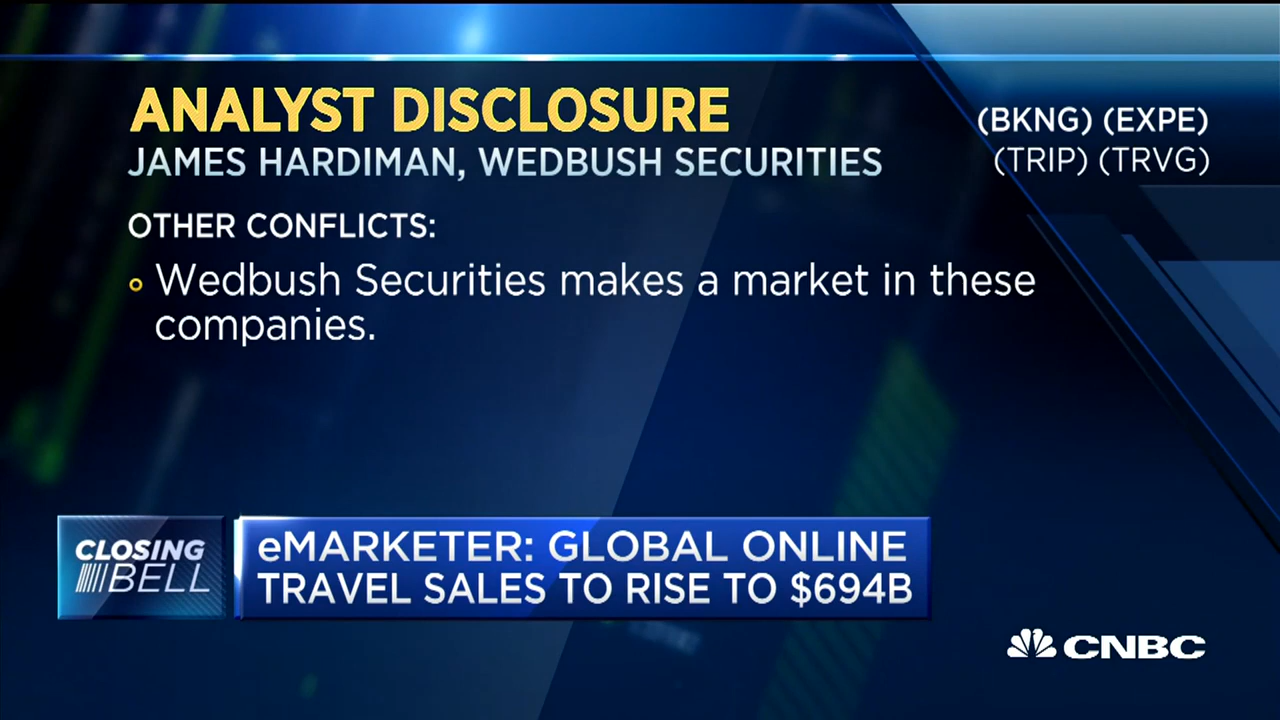 ANALYST DISCLOSURE
JAMES HARDIMAN, WEDBUSH SECURITIES
(BKNG) (EXPE)
(TRIP) (TRVG)
OTHER CONFLICTS:
Wedbush Securities makes a market in these
companies.
CLOSING
BELL
eMARKETER: GLOBAL ONLINE
TRAVEL SALES TO RISE TO $694B
CNBC